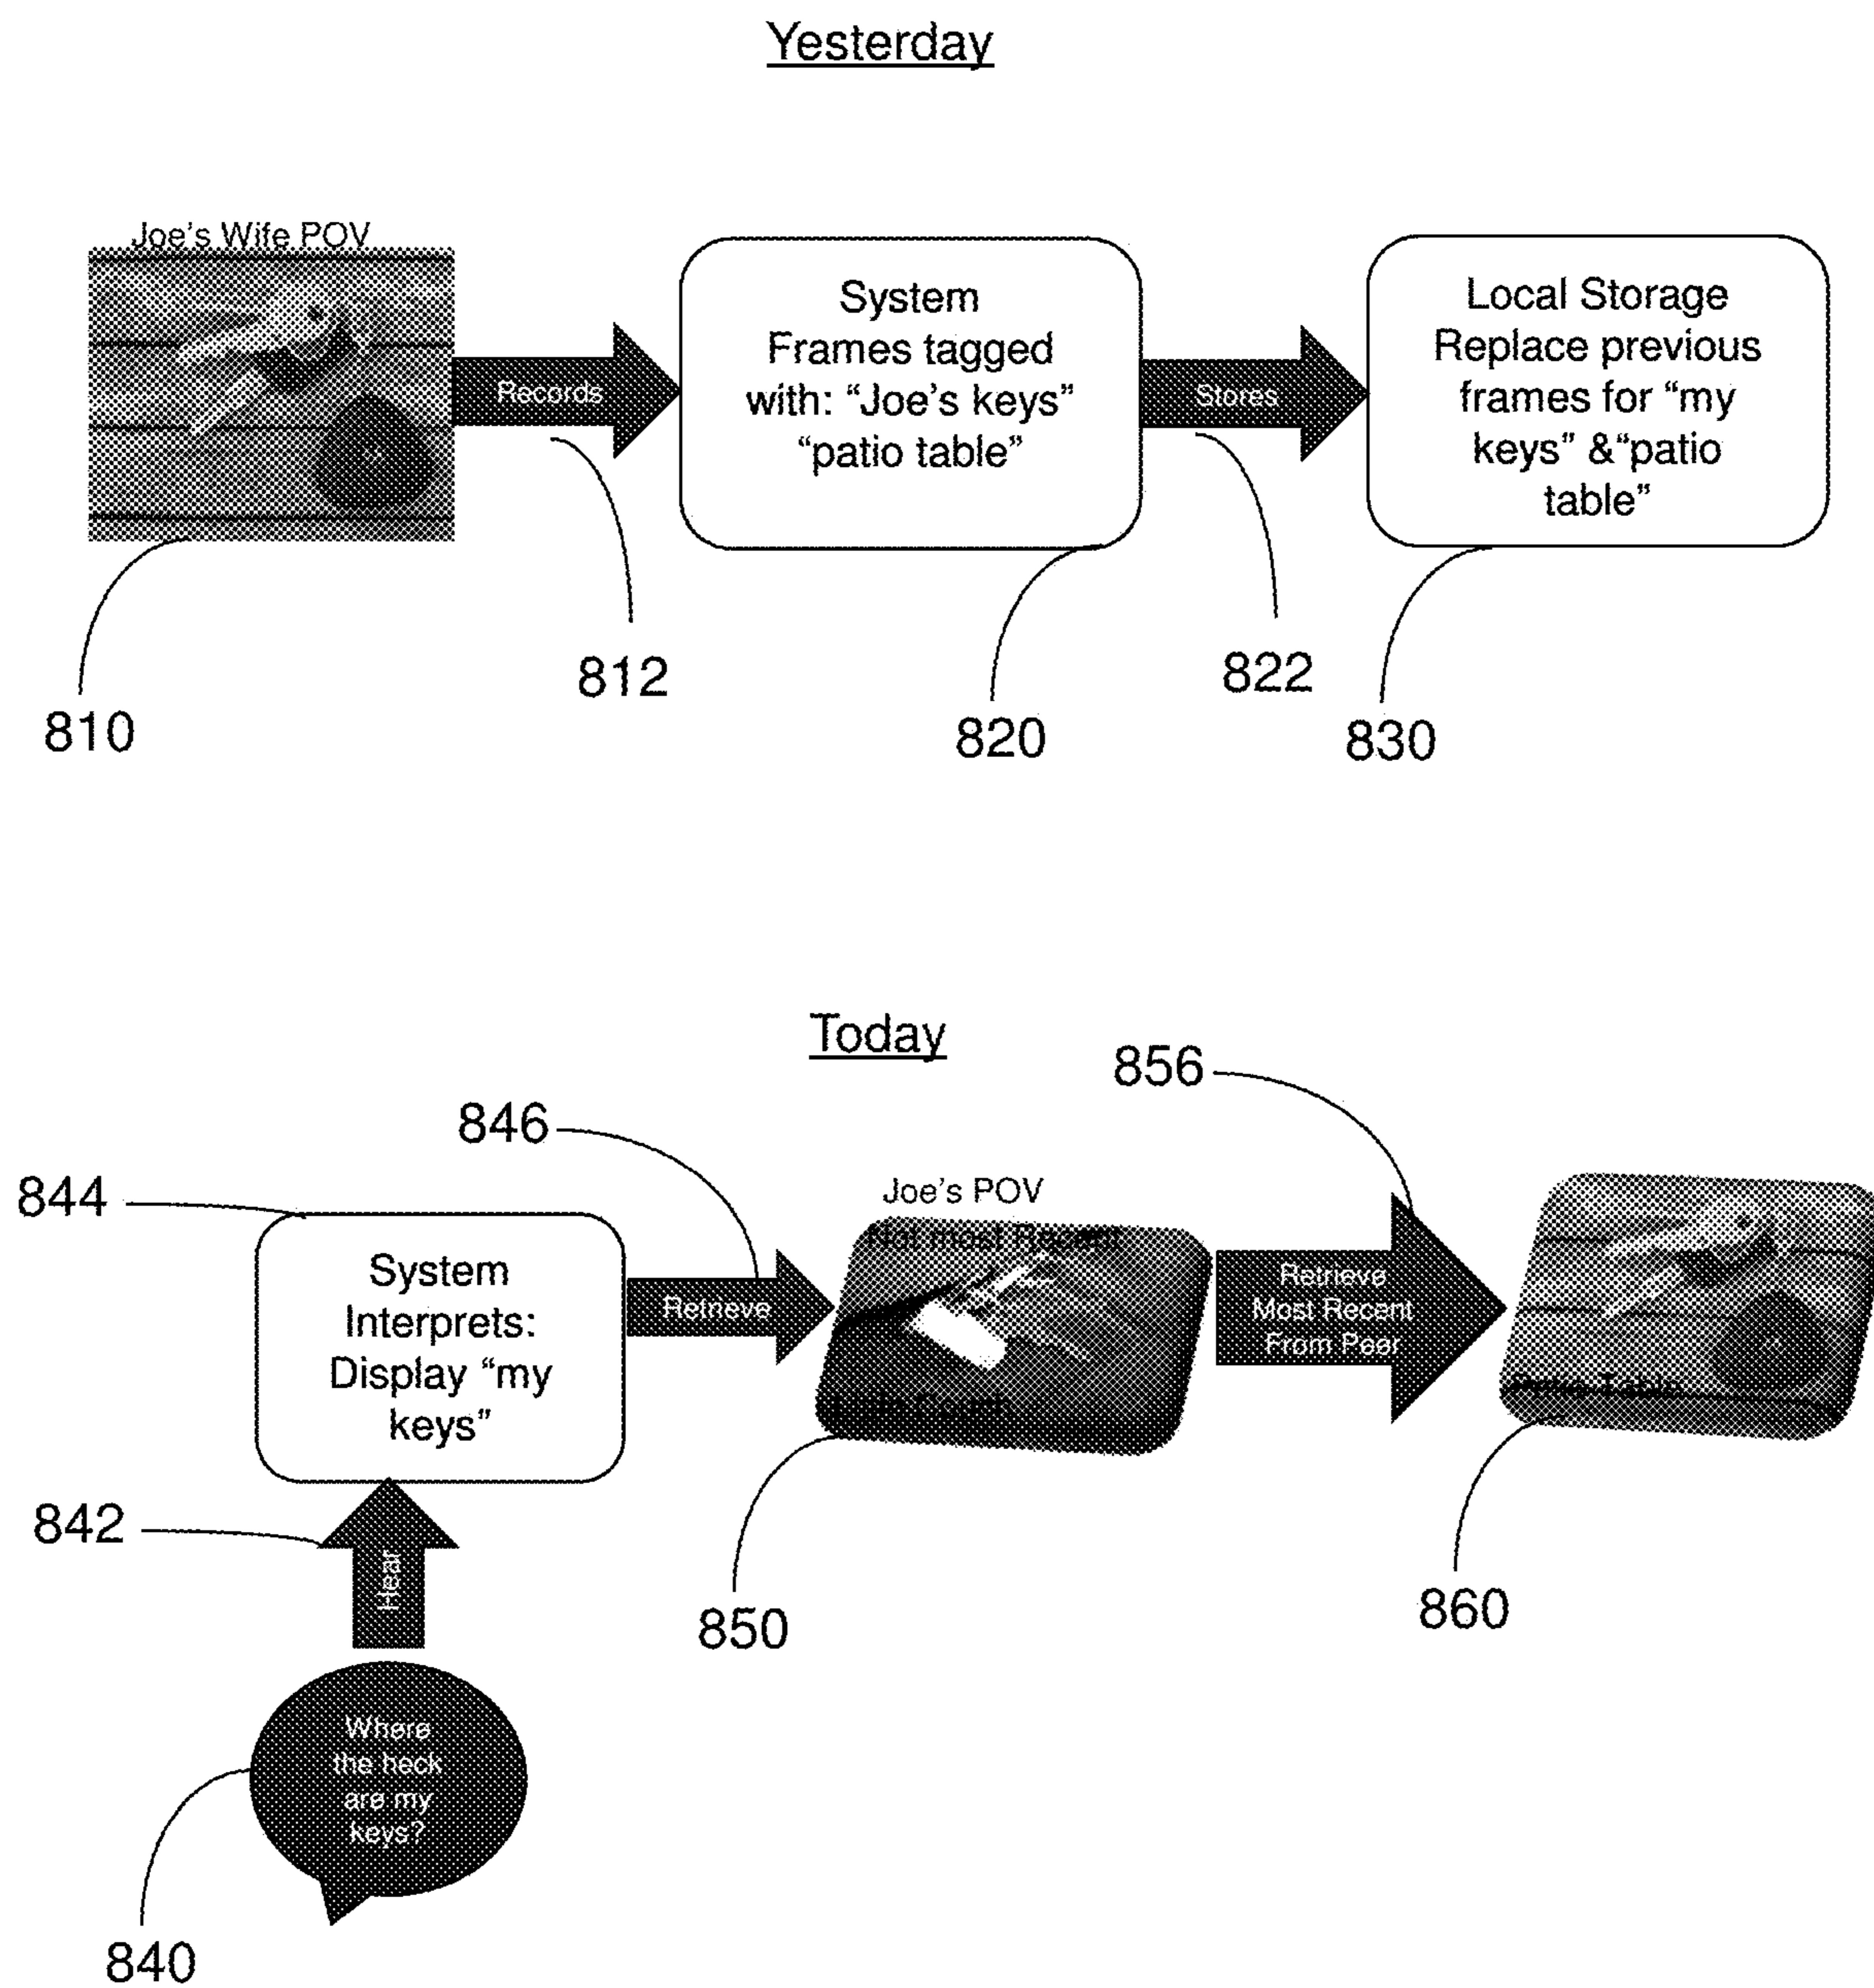 Yesterday
Joe's Wife POV
Records
System
Frames tagged
with: “Joe's keys”
“patio table”
Stores
Local Storage
Replace previous
frames for “my
keys” &“patio
table”
810
812
820
822
830
Today
856
846
844
Joe's POV
Not most Recent
System
Interprets:
Display “my
keys”
Retrieve
Retrieve
Most Recent
From Peer
Couch
Patio Table
842
Hear
850
860
Where
the heck
are my
keys?
840